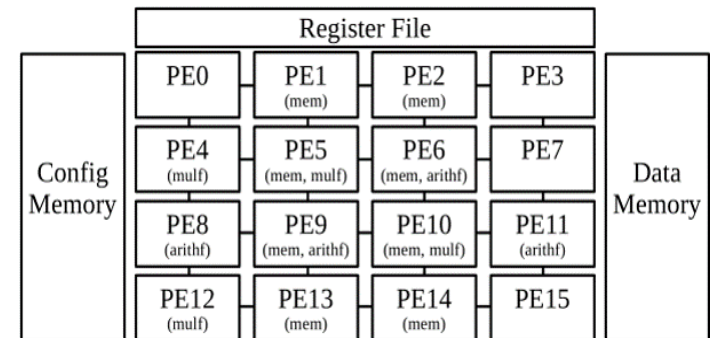 Register File
PE0
PE1
(mem)
PE2
(mem)
PE3
PE4
(mulf)
PE5
(mem, mulf)
PE6
(mem, arithf)
PE7
Config
Memory
Data
Memory
PE8
(arithf)
PE9
(mem, arithf)
PE10
(mem, mulf)
PE11
(arithf)
PE12
(mulf)
PE13
(mem)
PE14
(mem)
PE15